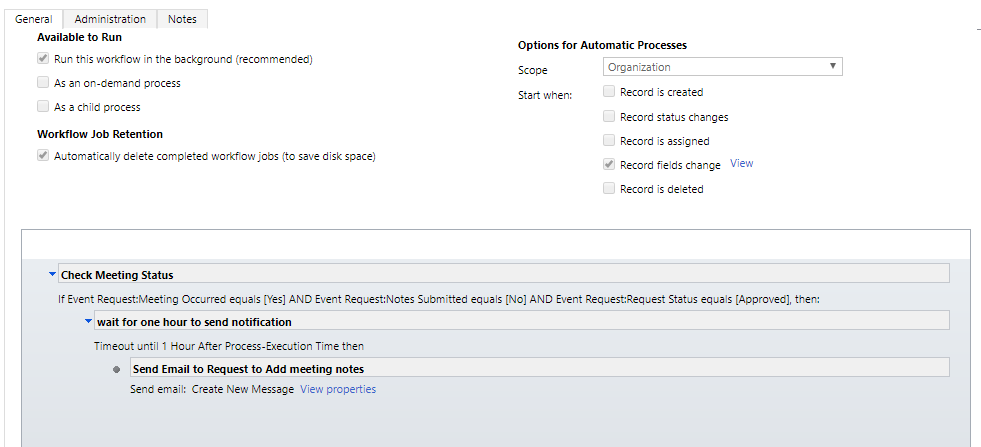 General Administration Notes
Available to Run
Run this workflow in the background (recommended)
As an on-demand process
As a child process
Workflow Job Retention
Automatically delete completed workflow jobs (to save disk space)
Options for Automatic Processes
Scope Organization
Start when: Record is created
Record status changes
Record is assigned
Record fields change View
Record is deleted
Check Meeting Status
If Event Request:Meeting Occurred equals [Yes] AND Event Request:Notes Submitted equals [No] AND Event Request:Request Status equals [Approved], then:
wait for one hour to send notification
Timeout until 1 Hour After Process-Execution Time then
Send Email to Request to Add meeting notes
Send email: Create New Message View properties